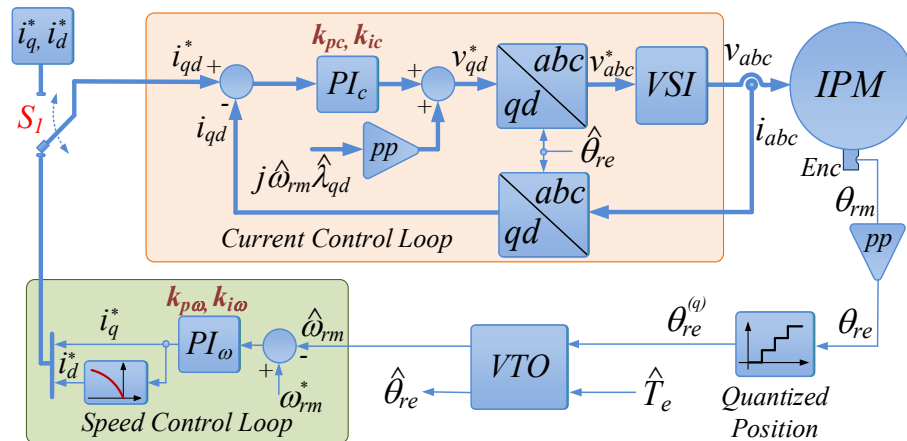 i*q, i*d
S1
i*qd
+
-
kpc, kic
PIc
+
+
v*qd
abc
qd
v*abc
VSI
vabc
IPM
iqd
pp
jω̂rmλ̂qd
θ̂re
iabc
Enc
θrm
abc
qd
Current Control Loop
pp
kpω, kiω
i*q
PIω
ω̂rm
-
+
i*d
ω*rm
Speed Control Loop
VTO
θ̂re
T̂e
θre(q)
θre
Quantized
Position